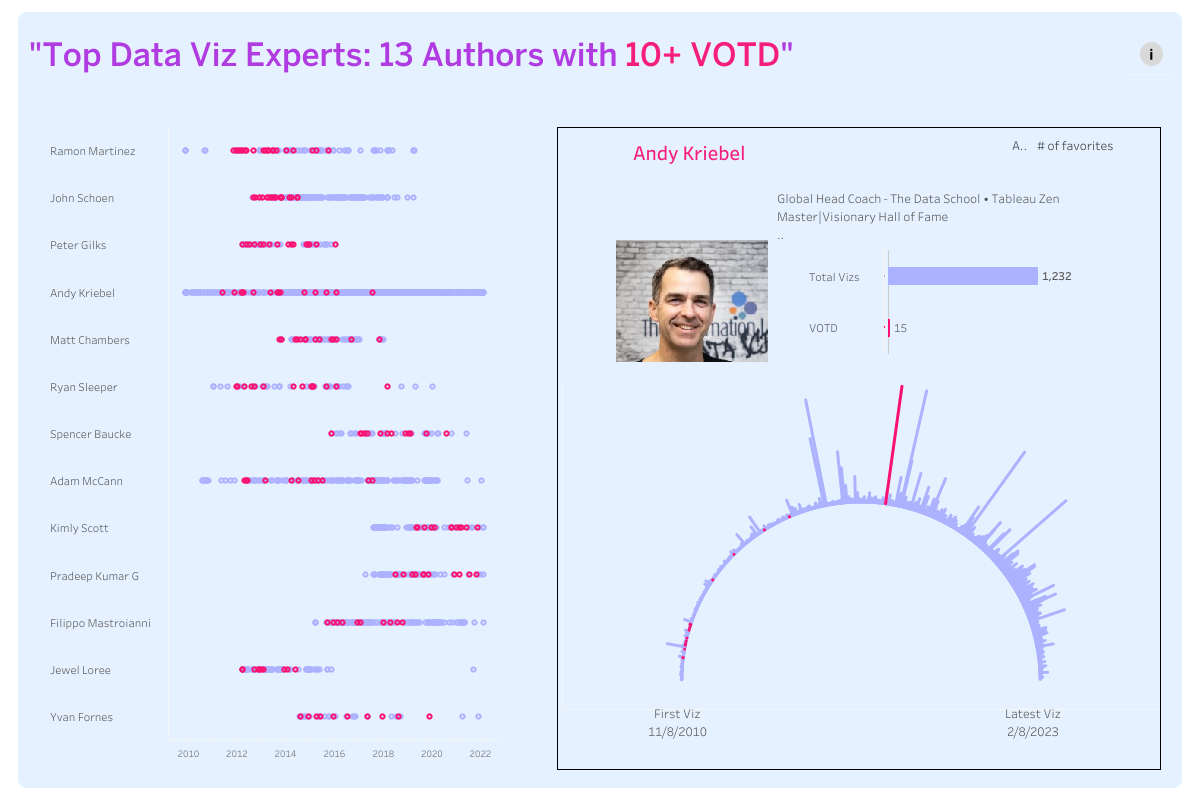 "Top Data Viz Experts: 13 Authors with 10+ VOTD"
i
Ramon Martinez
John Schoen
Peter Gilks
Andy Kriebel
Matt Chambers
Ryan Sleeper
Spencer Baucke
Adam McCann
Kimly Scott
Pradeep Kumar G
Filippo Mastroianni
Jewel Loree
Yvan Fornes
2010 2012 2014 2016 2018 2020 2022
Andy Kriebel
A.. # of favorites
Global Head Coach - The Data School • Tableau Zen
Master|Visionary Hall of Fame
..
Total Vizs 1,232
VOTD 15
First Viz
11/8/2010
Latest Viz
2/8/2023